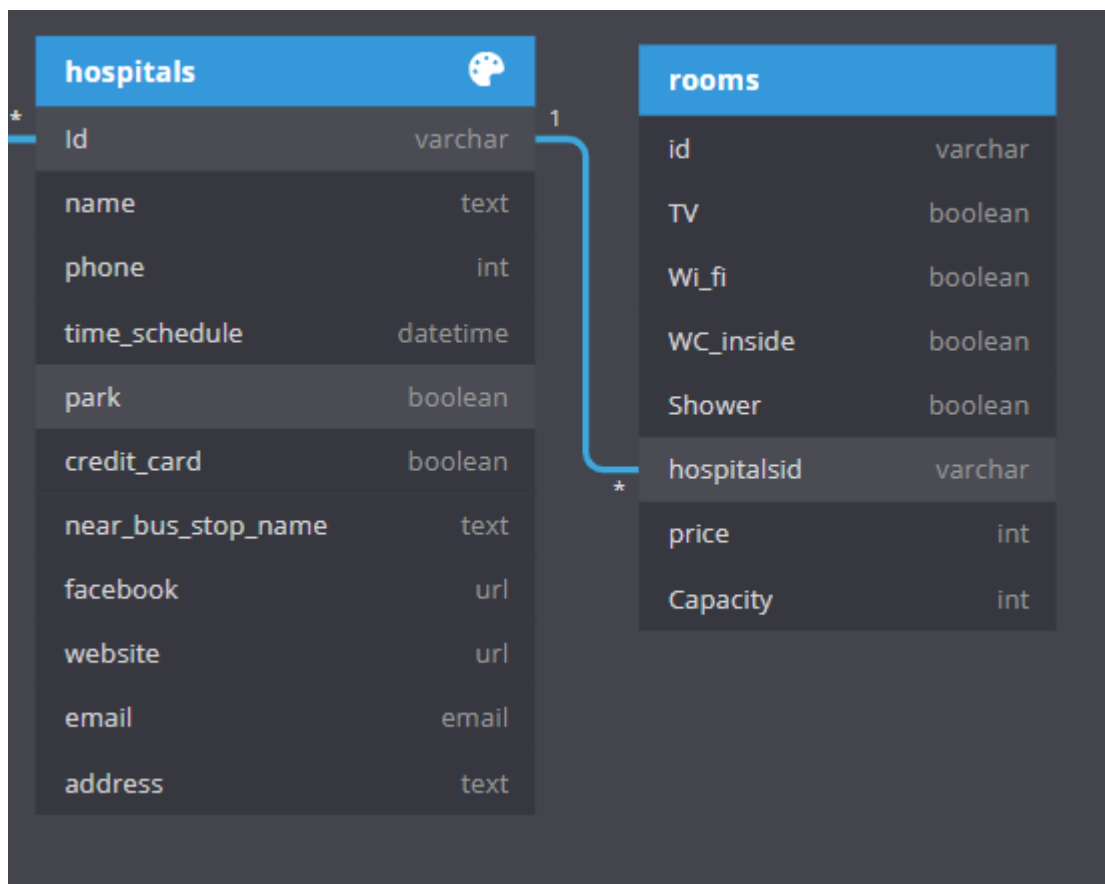 hospitals
* 1
Id varchar
name text
phone int
time_schedule datetime
park boolean
credit_card boolean
near_bus_stop_name text
facebook url
website url
email email
address text
rooms
id varchar
TV boolean
Wi_fi boolean
WC_inside boolean
Shower boolean
* hospitalsid varchar
price int
Capacity int